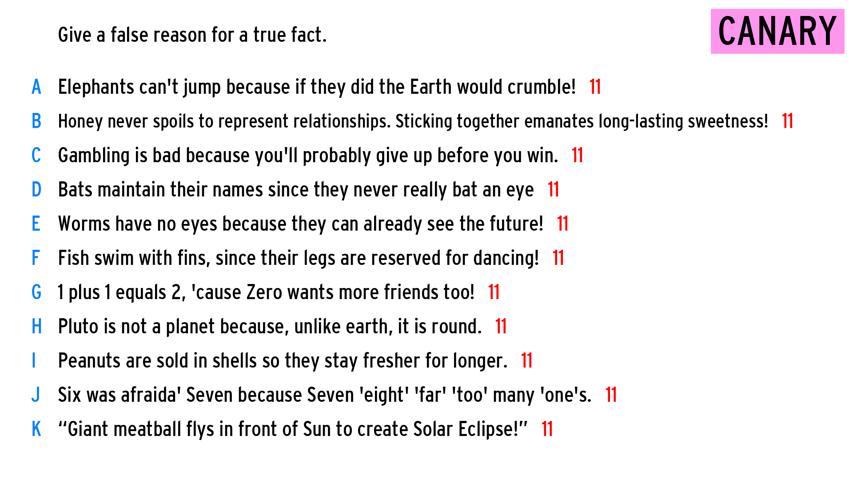 CANARY
Give a false reason for a true fact.
A Elephants can't jump because if they did the Earth would crumble! 11
B Honey never spoils to represent relationships. Sticking together emanates long-lasting sweetness! 11
C Gambling is bad because you'll probably give up before you win. 11
D Bats maintain their names since they never really bat an eye 11
E Worms have no eyes because they can already see the future! 11
F Fish swim with fins, since their legs are reserved for dancing! 11
G 1 plus 1 equals 2, 'cause Zero wants more friends too! 11
H Pluto is not a planet because, unlike earth, it is round. 11
I Peanuts are sold in shells so they stay fresher for longer. 11
J Six was afraida' Seven because Seven 'eight' 'far' 'too' many 'one's. 11
K “Giant meatball flys in front of Sun to create Solar Eclipse!” 11